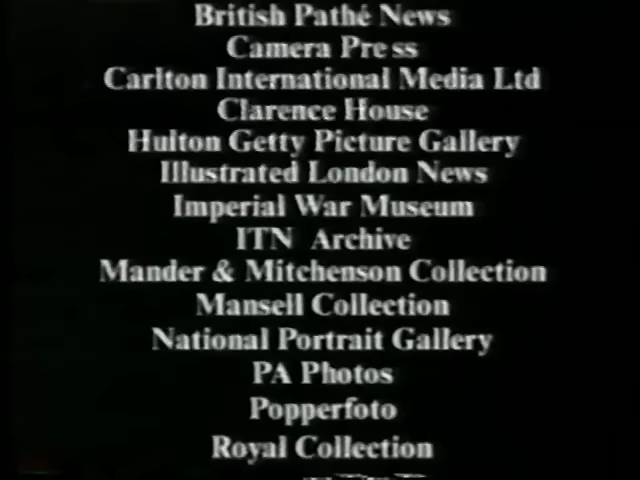 British Pathé News
Camera Press
Carlton International Media Ltd
Clarence House
Hulton Getty Picture Gallery
Illustrated London News
Imperial War Museum
ITN Archive
Mander & Mitchenson Collection
Mansell Collection
National Portrait Gallery
PA Photos
Popperfoto
Royal Collection